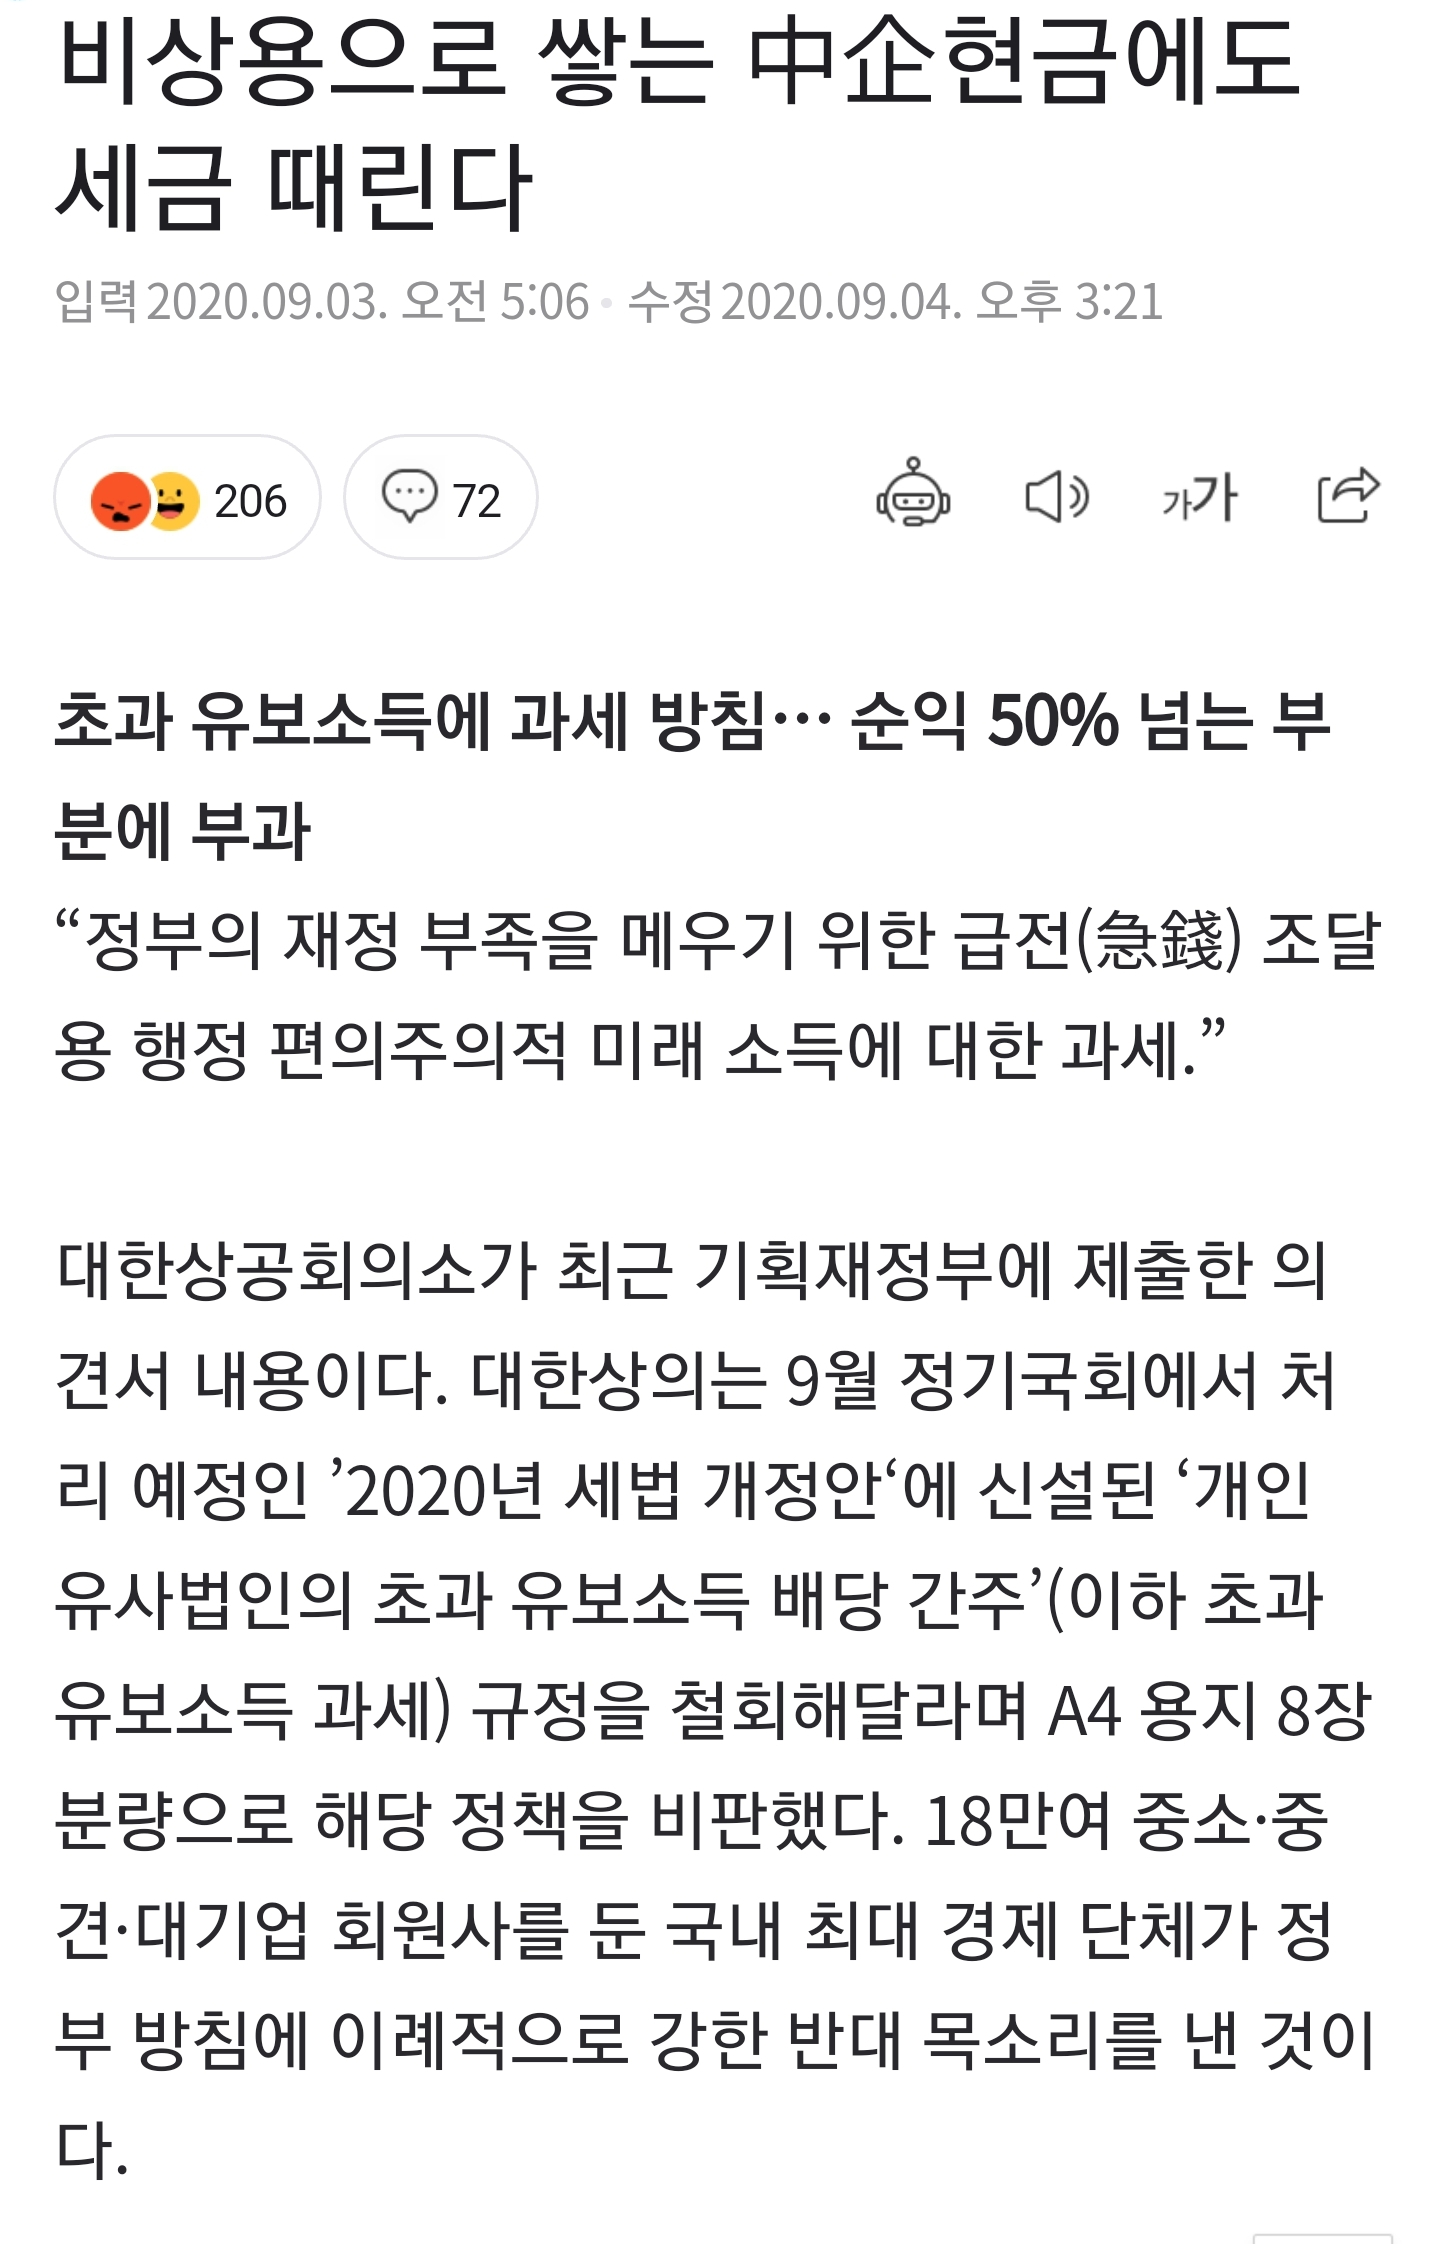 비상용으로 쌓는 中企현금에도
세금 때린다
입력 2020.09.03. 오전 5:06 • 수정 2020.09.04. 오후 3:21
206 72 가가
초과 유보소득에 과세 방침… 순익 50% 넘는 부
분에 부과
“정부의 재정 부족을 메우기 위한 급전(急錢) 조달
용 행정 편의주의적 미래 소득에 대한 과세.”
대한상공회의소가 최근 기획재정부에 제출한 의
견서 내용이다. 대한상의는 9월 정기국회에서 처
리 예정인 ’2020년 세법 개정안‘에 신설된 ‘개인
유사법인의 초과 유보소득 배당 간주’(이하 초과
유보소득 과세) 규정을 철회해달라며 A4 용지 8장
분량으로 해당 정책을 비판했다. 18만여 중소·중
견·대기업 회원사를 둔 국내 최대 경제 단체가 정
부 방침에 이례적으로 강한 반대 목소리를 낸 것이
다.